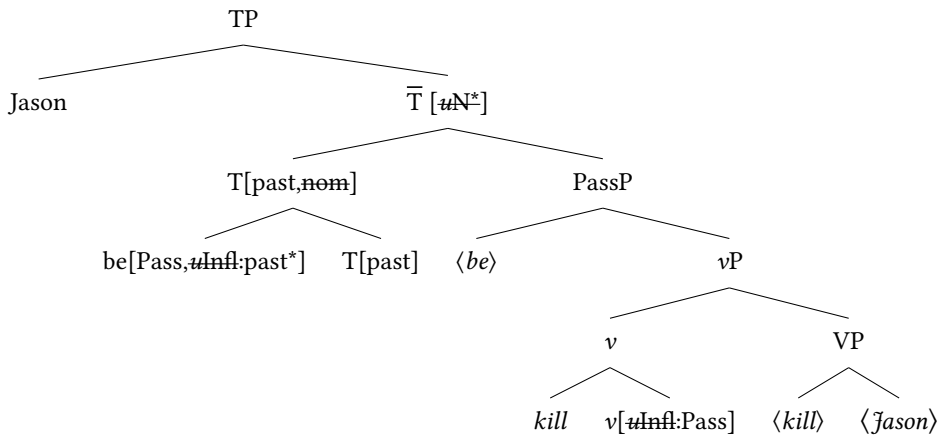 TP
Jason T̅ [uN*]
T[past,nom] PassP
be[Pass,uInfl:past*] T[past] ⟨be⟩ vP
v VP
kill v[uInfl:Pass] ⟨kill⟩ ⟨Jason⟩